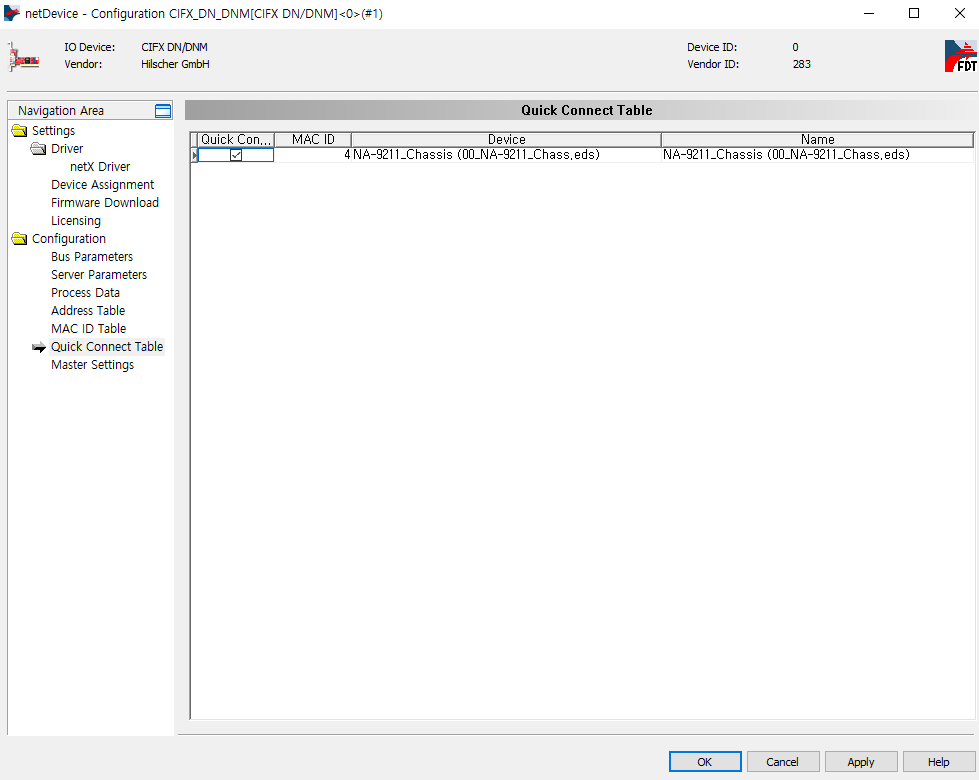 netDevice - Configuration CIFX_DN_DNM[CIFX DN/DNM]<0>(#1)
IO Device: CIFX DN/DNM Device ID: 0
Vendor: Hilscher GmbH Vendor ID: 283
FDT
Navigation Area
Settings
Driver
netX Driver
Device Assignment
Firmware Download
Licensing
Configuration
Bus Parameters
Server Parameters
Process Data
Address Table
MAC ID Table
Quick Connect Table
Master Settings
Quick Connect Table
Quick Con... MAC ID Device Name
4 NA-9211_Chassis (00_NA-9211_Chass.eds) NA-9211_Chassis (00_NA-9211_Chass.eds)
OK Cancel Apply Help